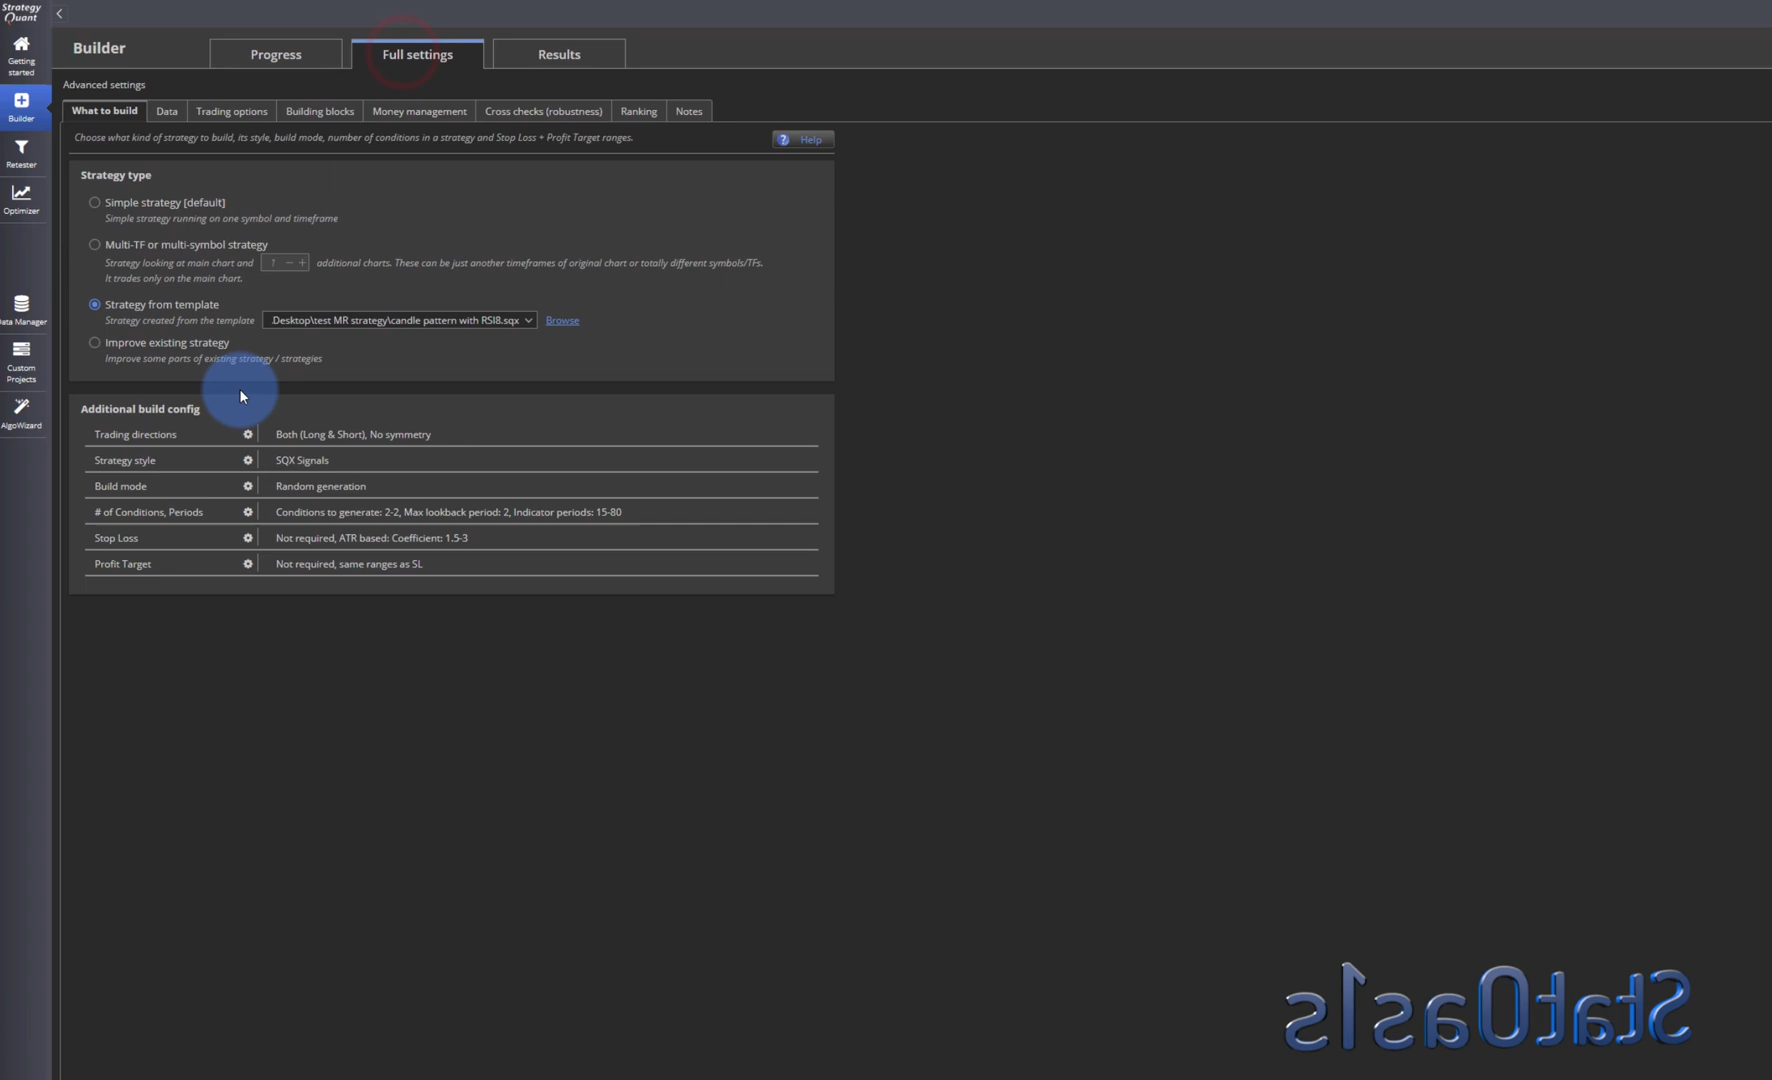 Strategy
Quant
Getting
started
Builder
Retester
Optimizer
Data Manager
Custom
Projects
AlgoWizard
Builder
Progress
Full settings
Results
Advanced settings
What to build
Data
Trading options
Building blocks
Money management
Cross checks (robustness)
Ranking
Notes
Choose what kind of strategy to build, its style, build mode, number of conditions in a strategy and Stop Loss + Profit Target ranges.
? Help
Strategy type
Simple strategy [default]
Simple strategy running on one symbol and timeframe
Multi-TF or multi-symbol strategy
Strategy looking at main chart and 1 − + additional charts. These can be just another timeframes of original chart or totally different symbols/TFs.
It trades only on the main chart.
Strategy from template
Strategy created from the template Desktop\test MR strategy\candle pattern with RSI8.sqx Browse
Improve existing strategy
Improve some parts of existing strategy / strategies
Additional build config
Trading directions Both (Long & Short), No symmetry
Strategy style SQX Signals
Build mode Random generation
# of Conditions, Periods Conditions to generate: 2-2, Max lookback period: 2, Indicator periods: 15-80
Stop Loss Not required, ATR based: Coefficient: 1.5-3
Profit Target Not required, same ranges as SL
StatOas1s